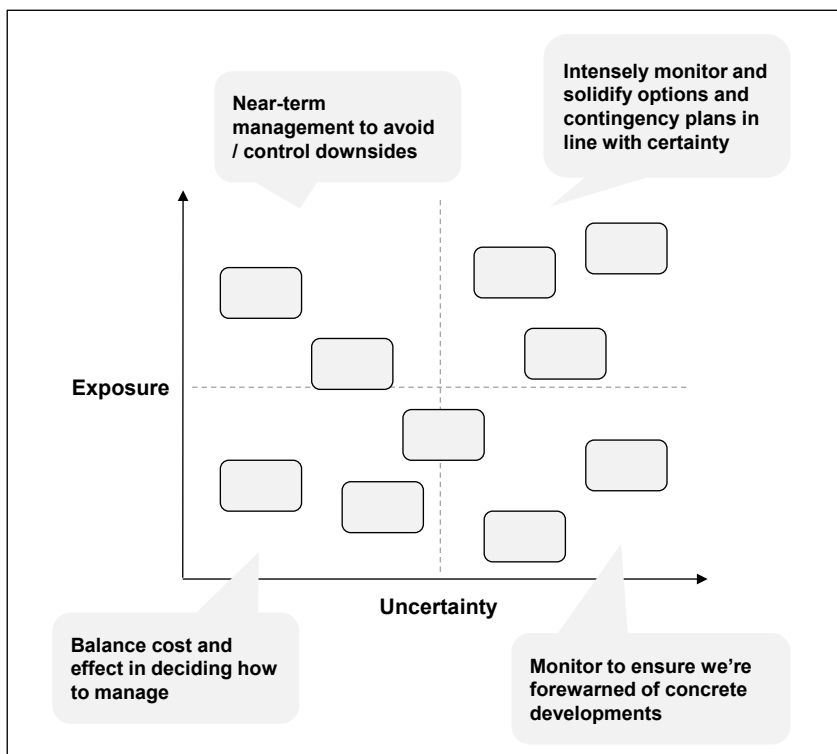 Near-term
management to avoid
/ control downsides
Intensely monitor and
solidify options and
contingency plans in
line with certainty
Exposure
Uncertainty
Balance cost and
effect in deciding how
to manage
Monitor to ensure we’re
forewarned of concrete
developments